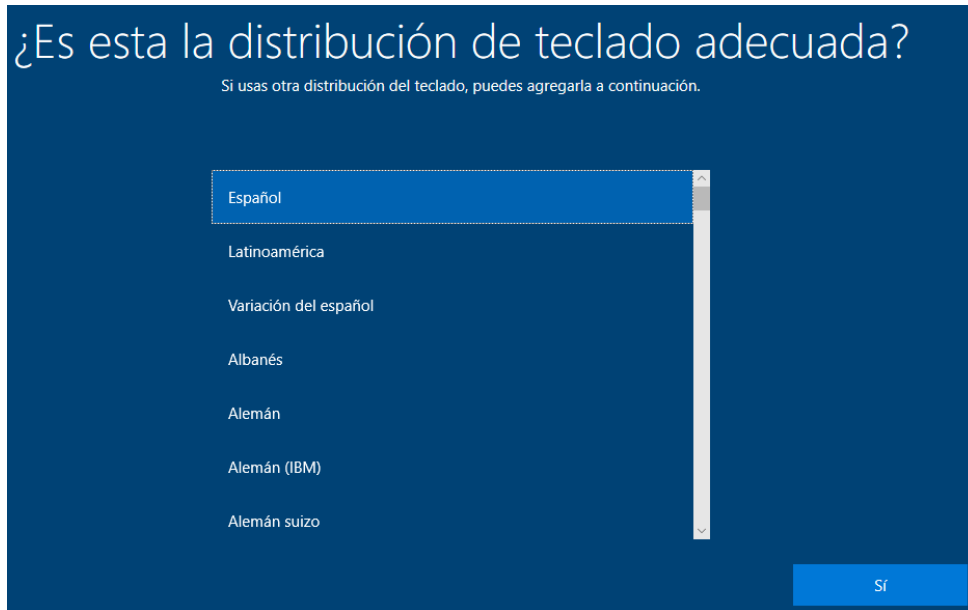 ¿Es esta la distribución de teclado adecuada?
Si usas otra distribución del teclado, puedes agregarla a continuación.
Español
Latinoamérica
Variación del español
Albanés
Alemán
Alemán (IBM)
Alemán suizo
Sí